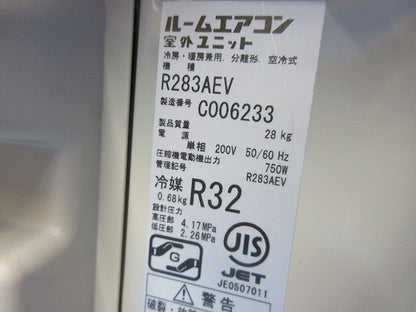 ルームエアコン
室外ユニット
冷房・暖房兼用．分離形．空冷式
機種
R283AEV
製造番号 C006233
製品質量 28 kg
電源
単相 200V 50/60 Hz
圧縮機電動機出力 750W
管理記号 R283AEV
冷媒 R32
0.68kg
設計圧力
高圧部 4.17MPa
低圧部 2.26MPa
G
JIS
JET
JE0507011
警告